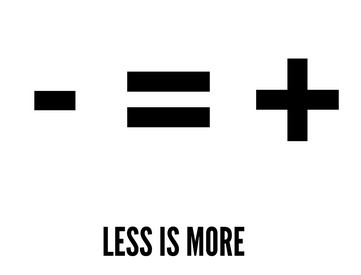 - = +
LESS IS MORE